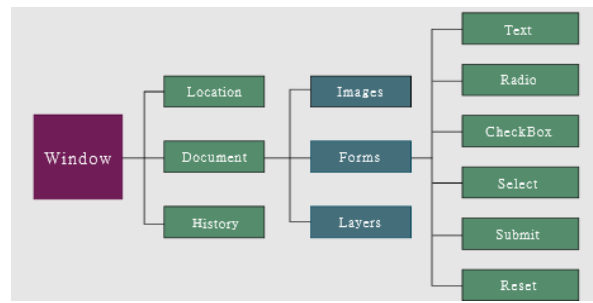 Window
Location
Document
History
Images
Forms
Layers
Text
Radio
CheckBox
Select
Submit
Reset